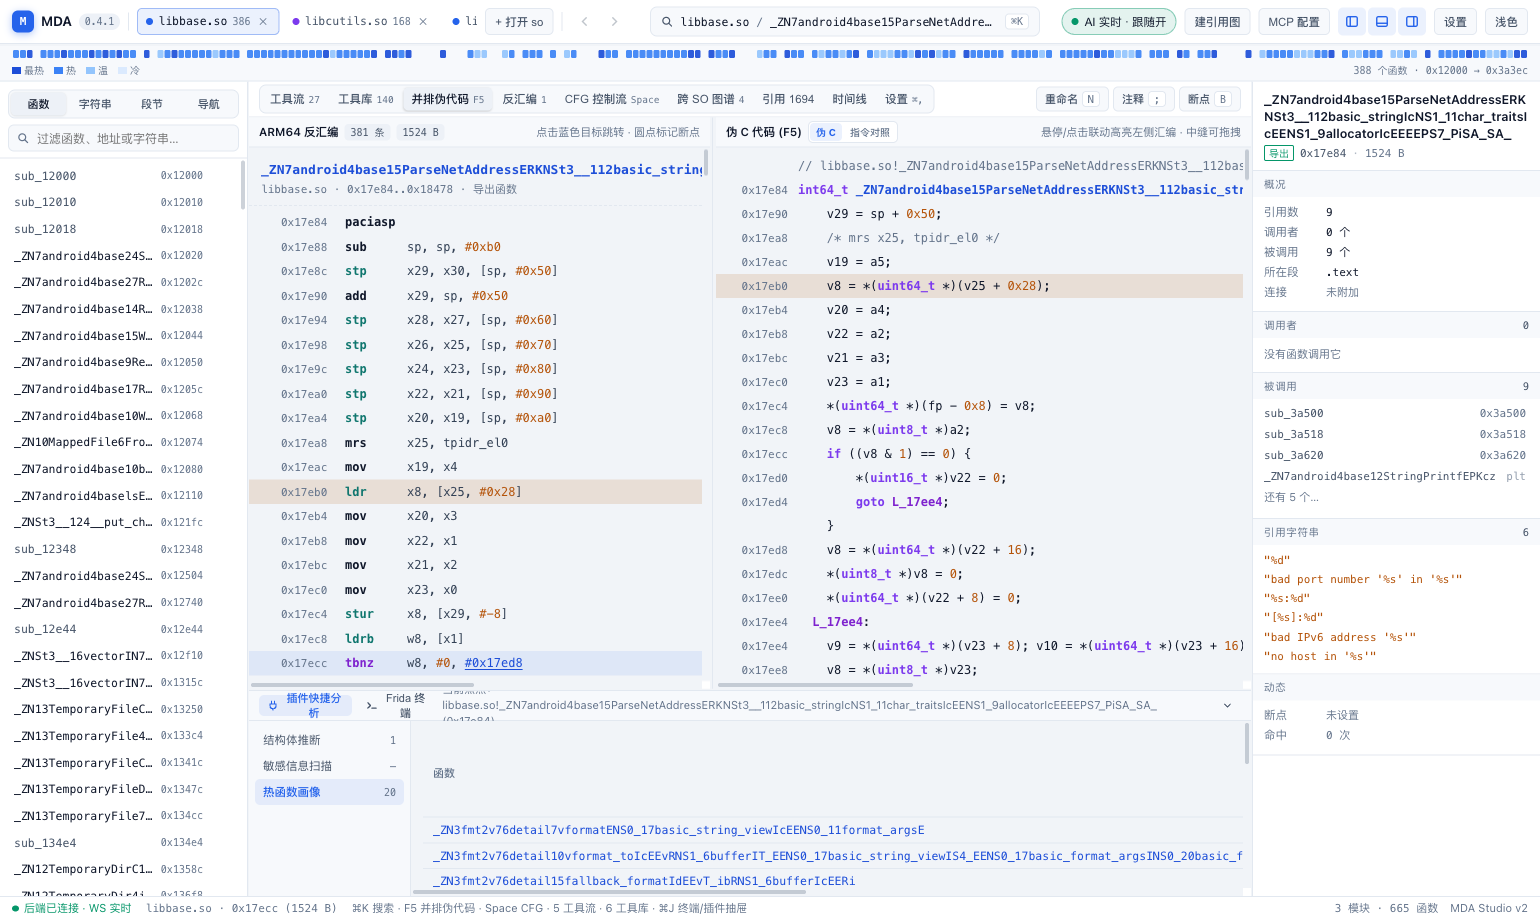 M MDA 0.4.1 libbase.so 386 × libcutils.so 168 × li + 打开 so libbase.so / _ZN7android4base15ParseNetAddre… ⌘K AI 实时 · 跟随开 建引用图 MCP 配置 设置 浅色
最热 热 温 冷 388 个函数 · 0x12000 → 0x3a3ec
函数 字符串 段节 导航
过滤函数、地址或字符串…
sub_12000 0x12000
sub_12010 0x12010
sub_12018 0x12018
_ZN7android4base24S… 0x12020
_ZN7android4base27R… 0x1202c
_ZN7android4base14R… 0x12038
_ZN7android4base15W… 0x12044
_ZN7android4base9Re… 0x12050
_ZN7android4base17R… 0x1205c
_ZN7android4base10W… 0x12068
_ZN10MappedFile6Fro… 0x12074
_ZN7android4base10b… 0x12080
_ZN7android4baselsE… 0x12110
_ZNSt3__124__put_ch… 0x121fc
sub_12348 0x12348
_ZN7android4base24S… 0x12504
_ZN7android4base27R… 0x12740
sub_12e44 0x12e44
_ZNSt3__16vectorIN7… 0x12f10
_ZNSt3__16vectorIN7… 0x1315c
_ZN13TemporaryFileC… 0x13250
_ZN13TemporaryFile4… 0x133c4
_ZN13TemporaryFileC… 0x1341c
_ZN13TemporaryFileD… 0x1347c
_ZN13TemporaryFile7… 0x134cc
sub_134e4 0x134e4
_ZN12TemporaryDirC1… 0x1358c
_ZN12TemporaryDir4i… 0x136f8
工具流 27 工具库 140 并排伪代码 F5 反汇编 1 CFG 控制流 Space 跨 SO 图谱 4 引用 1694 时间线 设置 ⌘, 重命名 N 注释 ; 断点 B
ARM64 反汇编 381 条 1524 B 点击蓝色目标跳转 · 圆点标记断点
_ZN7android4base15ParseNetAddressERKNSt3__112basic_string
libbase.so · 0x17e84..0x18478 · 导出函数
0x17e84 paciasp
0x17e88 sub sp, sp, #0xb0
0x17e8c stp x29, x30, [sp, #0x50]
0x17e90 add x29, sp, #0x50
0x17e94 stp x28, x27, [sp, #0x60]
0x17e98 stp x26, x25, [sp, #0x70]
0x17e9c stp x24, x23, [sp, #0x80]
0x17ea0 stp x22, x21, [sp, #0x90]
0x17ea4 stp x20, x19, [sp, #0xa0]
0x17ea8 mrs x25, tpidr_el0
0x17eac mov x19, x4
0x17eb0 ldr x8, [x25, #0x28]
0x17eb4 mov x20, x3
0x17eb8 mov x22, x1
0x17ebc mov x21, x2
0x17ec0 mov x23, x0
0x17ec4 stur x8, [x29, #-8]
0x17ec8 ldrb w8, [x1]
0x17ecc tbnz w8, #0, #0x17ed8
伪 C 代码 (F5) 伪 C 指令对照 悬停/点击联动高亮左侧汇编 · 中缝可拖拽
// libbase.so!_ZN7android4base15ParseNetAddressERKNSt3__112bas
0x17e84 int64_t _ZN7android4base15ParseNetAddressERKNSt3__112basic_str
0x17e90 v29 = sp + 0x50;
0x17ea8 /* mrs x25, tpidr_el0 */
0x17eac v19 = a5;
0x17eb0 v8 = *(uint64_t *)(v25 + 0x28);
0x17eb4 v20 = a4;
0x17eb8 v22 = a2;
0x17ebc v21 = a3;
0x17ec0 v23 = a1;
0x17ec4 *(uint64_t *)(fp - 0x8) = v8;
0x17ec8 v8 = *(uint8_t *)a2;
0x17ecc if ((v8 & 1) == 0) {
0x17ed0 *(uint16_t *)v22 = 0;
0x17ed4 goto L_17ee4;
}
0x17ed8 v8 = *(uint64_t *)(v22 + 16);
0x17edc *(uint8_t *)v8 = 0;
0x17ee0 *(uint64_t *)(v22 + 8) = 0;
0x17ee4 L_17ee4:
0x17ee4 v9 = *(uint64_t *)(v23 + 8); v10 = *(uint64_t *)(v23 + 16)
0x17ee8 v8 = *(uint8_t *)v23;
插件快捷分析 Frida 终端
libbase.so!_ZN7android4base15ParseNetAddressERKNSt3__112basic_stringIcNS1_11char_traitsIcEENS1_9allocatorIcEEEEPS7_PiSA_SA_
(0x17e84)
结构体推断 1
敏感信息扫描 –
热函数画像 20
函数
_ZN3fmt2v76detail7vformatENS0_17basic_string_viewIcEENS0_11format_argsE
_ZN3fmt2v76detail10vformat_toIcEEvRNS1_6bufferIT_EENS0_17basic_string_viewIS4_EENS0_17basic_format_argsINS0_20basic_f
_ZN3fmt2v76detail15fallback_formatIdEEvT_ibRNS1_6bufferIcEERi
_ZN7android4base15ParseNetAddressERK
NSt3__112basic_stringIcNS1_11char_traitsI
cEENS1_9allocatorIcEEEEPS7_PiSA_SA_
导出 0x17e84 · 1524 B
概况
引用数 9
调用者 0 个
被调用 9 个
所在段 .text
连接 未附加
调用者 0
没有函数调用它
被调用 9
sub_3a500 0x3a500
sub_3a518 0x3a518
sub_3a620 0x3a620
_ZN7android4base12StringPrintfEPKcz plt
还有 5 个…
引用字符串 6
"%d"
"bad port number '%s' in '%s'"
"%s:%d"
"[%s]:%d"
"bad IPv6 address '%s'"
"no host in '%s'"
动态
断点 未设置
命中 0 次
后端已连接 · WS 实时 libbase.so · 0x17ecc (1524 B) ⌘K 搜索 · F5 并排伪代码 · Space CFG · 5 工具流 · 6 工具库 · ⌘J 终端/插件抽屉 3 模块 · 665 函数 MDA Studio v2